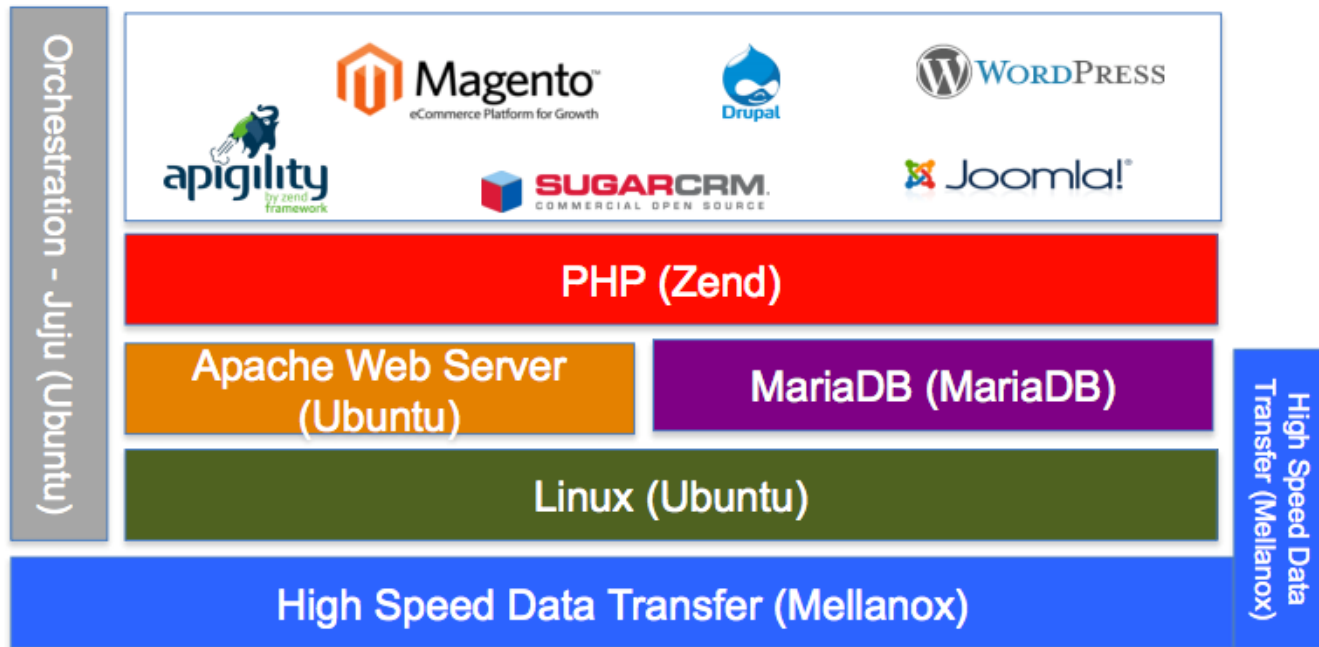 Orchestration - Juju (Ubuntu)
Magento™
eCommerce Platform for Growth
Drupal
WORDPRESS
apigility
by zend
framework
SUGARCRM.
COMMERCIAL OPEN SOURCE
Joomla!®
PHP (Zend)
Apache Web Server
(Ubuntu)
MariaDB (MariaDB)
Linux (Ubuntu)
High Speed Data Transfer (Mellanox)
High Speed Data
Transfer (Mellanox)